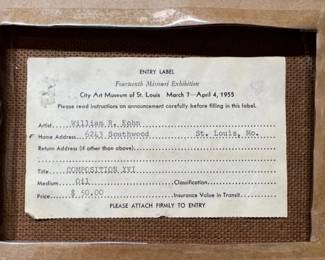 ENTRY LABEL
Fourteenth Missouri Exhibition
City Art Museum of St. Louis March 7—April 4, 1955
Please read instructions on announcement carefully before filling in this label.
Artist William R. Kohn
Home Address 6243 Southwood St. Louis, Mo.
Return Address (if other than above)
Title COMPOSITION XVI
Medium Oil Classification
Price $ 50.00 Insurance Value in Transit
PLEASE ATTACH FIRMLY TO ENTRY